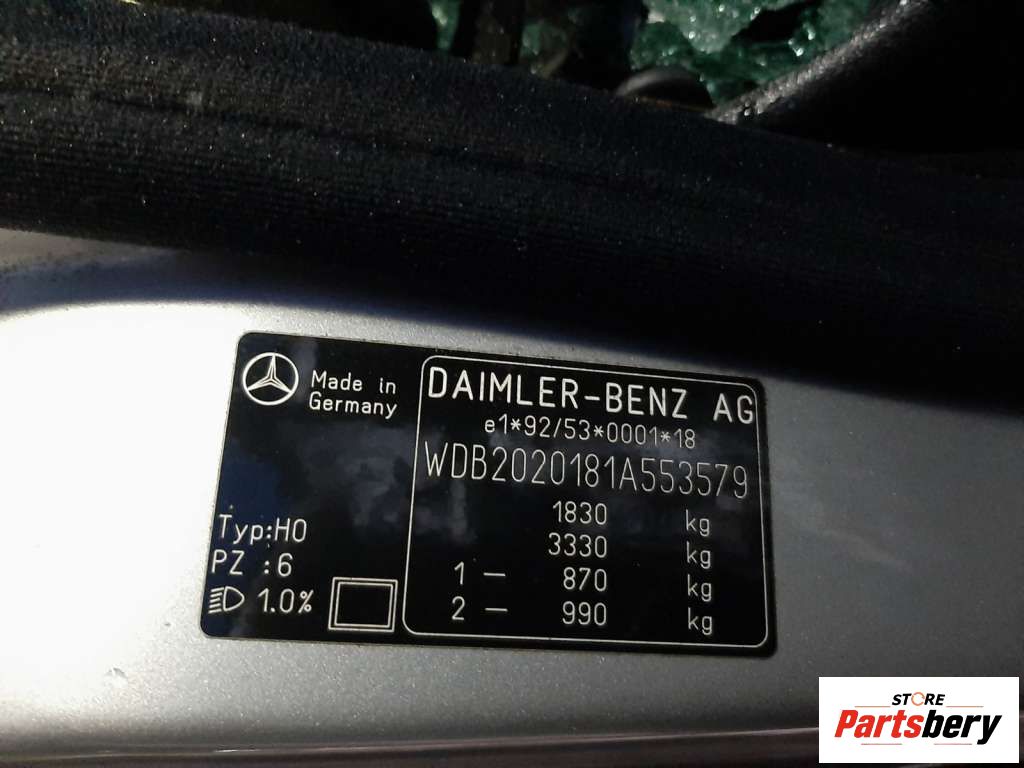 Made in
Germany
DAIMLER-BENZ AG
e1*92/53*0001*18
WDB2020181A553579
1830 kg
3330 kg
1 – 870 kg
2 – 990 kg
Typ:H0
PZ :6
1.0%
STORE
Partsbery